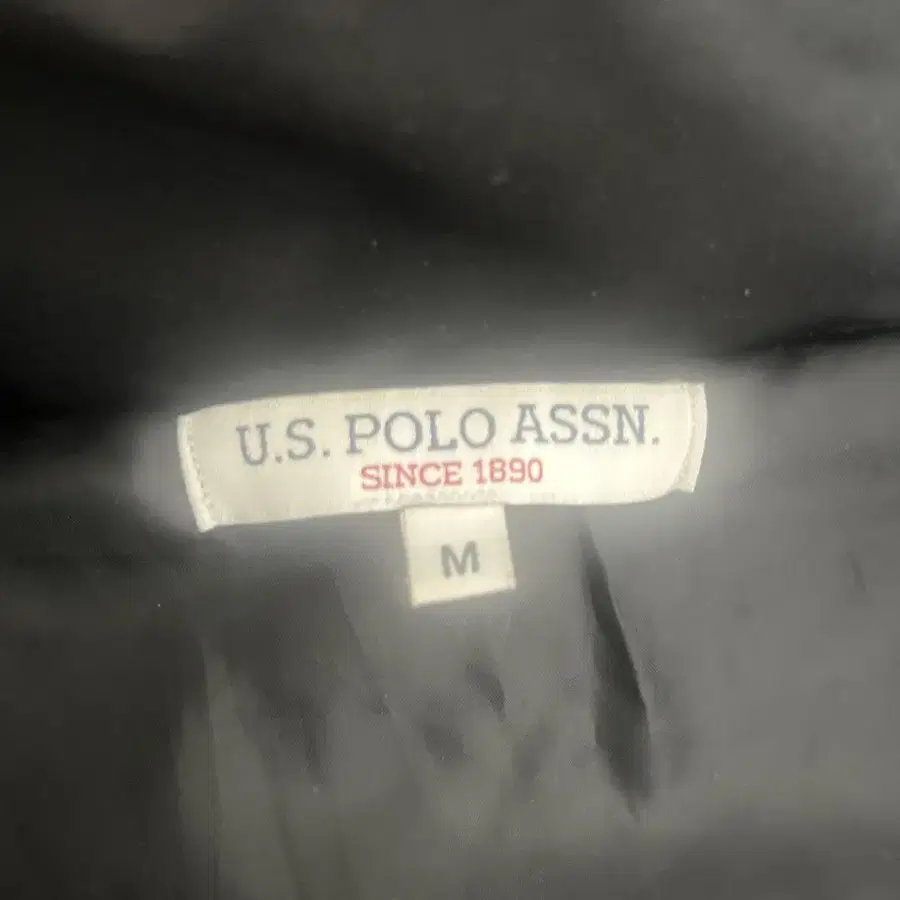 U.S. POLO ASSN.
SINCE 1890
M